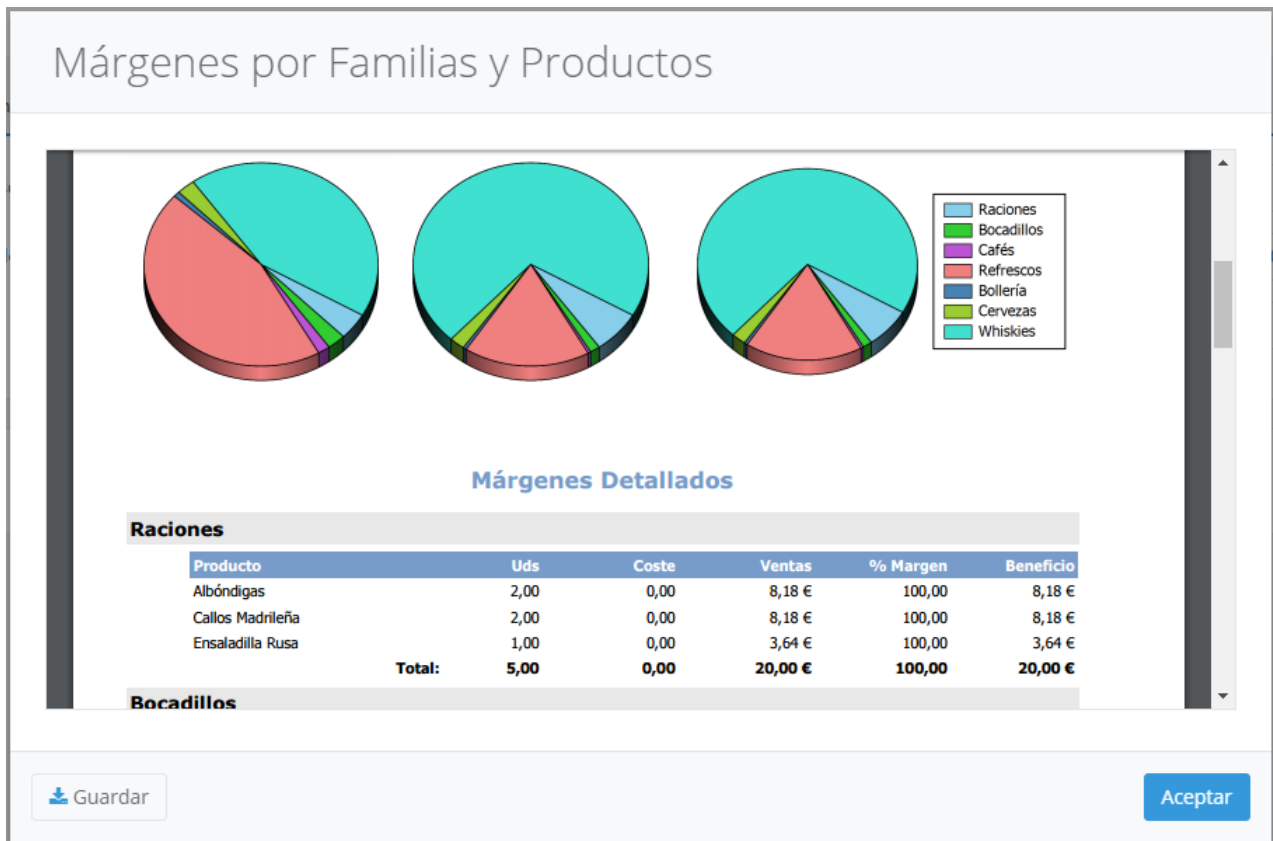 Márgenes por Familias y Productos
Raciones
Bocadillos
Cafés
Refrescos
Bollería
Cervezas
Whiskies
Márgenes Detallados
Raciones
Producto Uds Coste Ventas % Margen Beneficio
Albóndigas 2,00 0,00 8,18 € 100,00 8,18 €
Callos Madrileña 2,00 0,00 8,18 € 100,00 8,18 €
Ensaladilla Rusa 1,00 0,00 3,64 € 100,00 3,64 €
Total: 5,00 0,00 20,00 € 100,00 20,00 €
Bocadillos
Guardar Aceptar